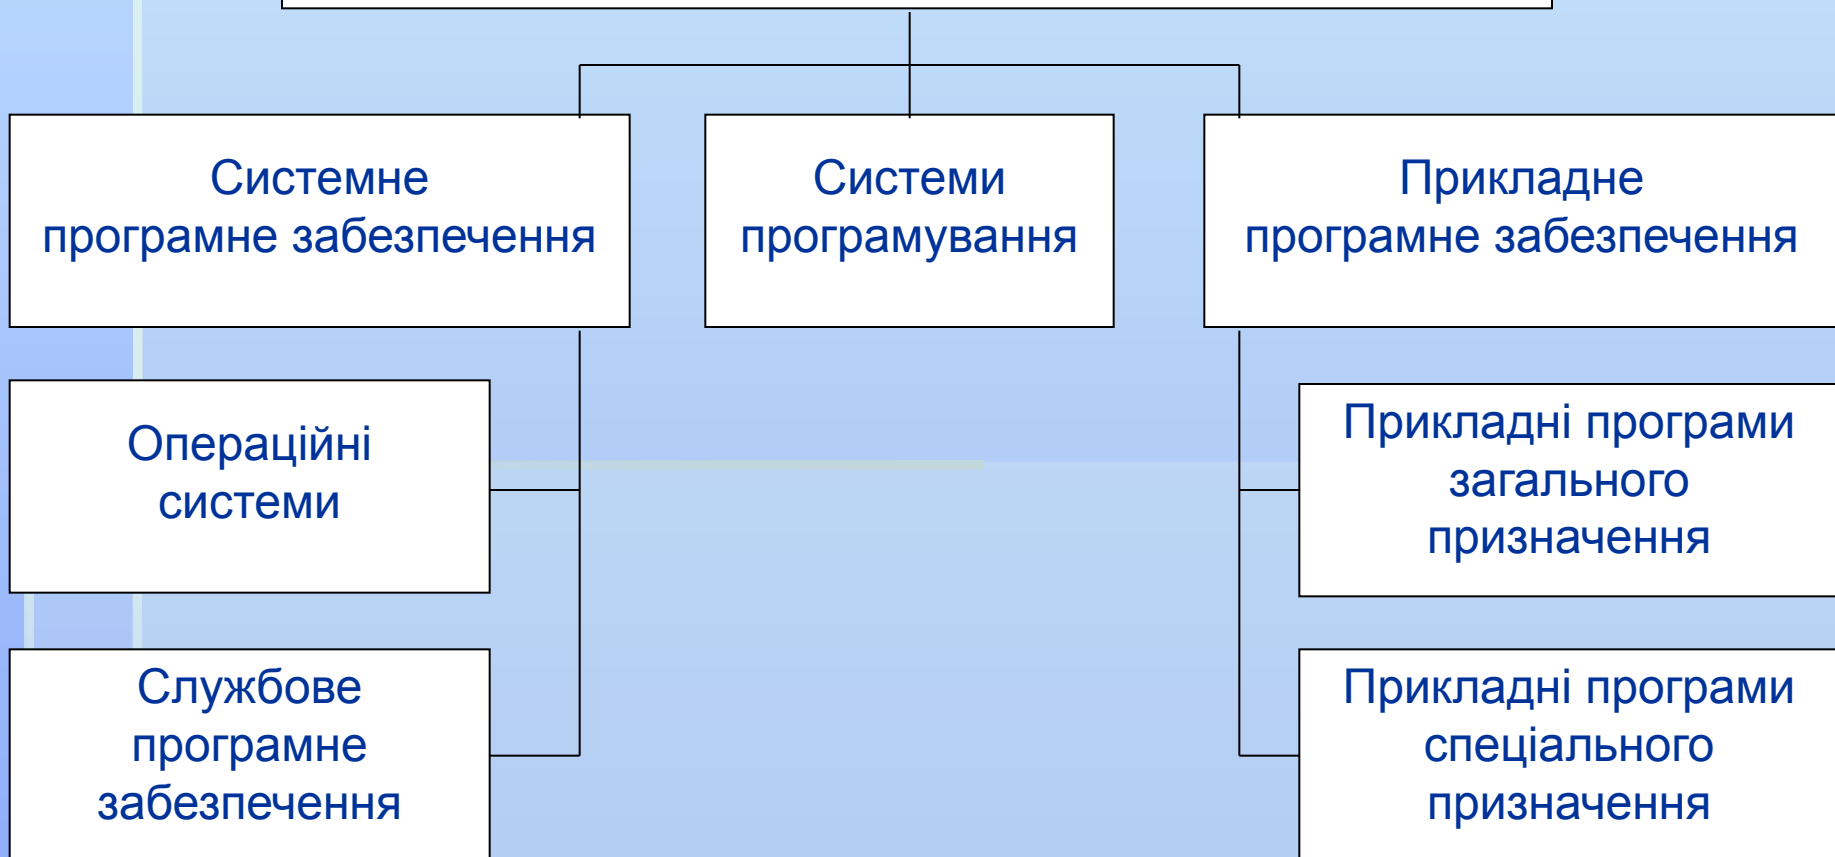 Системне
програмне забезпечення
Системи
програмування
Прикладне
програмне забезпечення
Операційні
системи
Прикладні програми
загального
призначення
Службове
програмне
забезпечення
Прикладні програми
спеціального
призначення